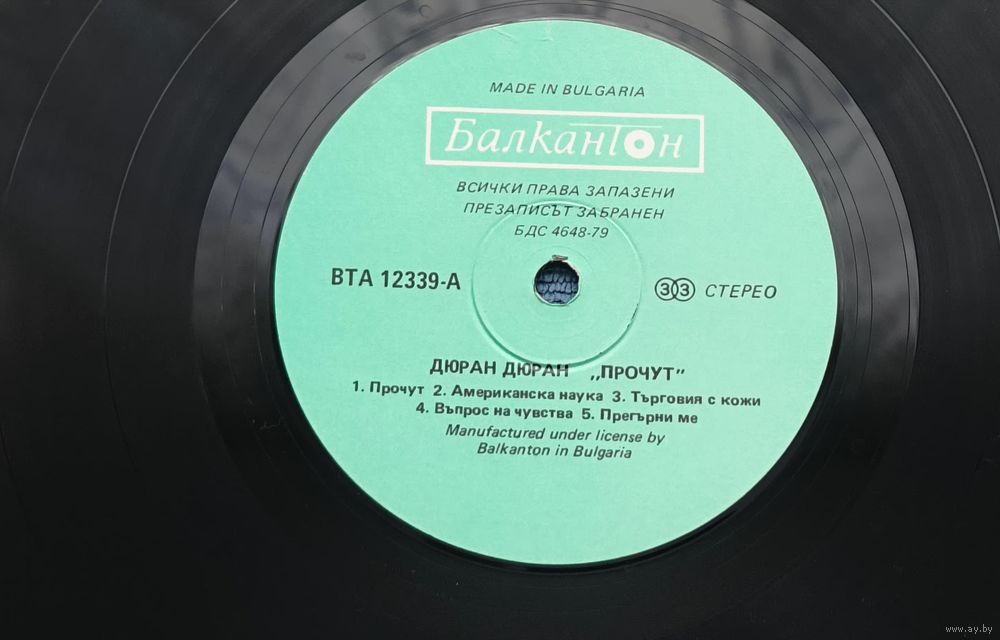 MADE IN BULGARIA
Балкантон
ВСИЧКИ ПРАВА ЗАПАЗЕНИ
ПРЕЗАПИСЪТ ЗАБРАНЕН
БДС 4648-79
ВТА 12339-А
33 СТЕРЕО
ДЮРАН ДЮРАН „ПРОЧУТ”
1. Прочут 2. Американска наука 3. Търговия с кожи
4. Въпрос на чувства 5. Прегърни ме
Manufactured under license by
Balkanton in Bulgaria
www.ay.by